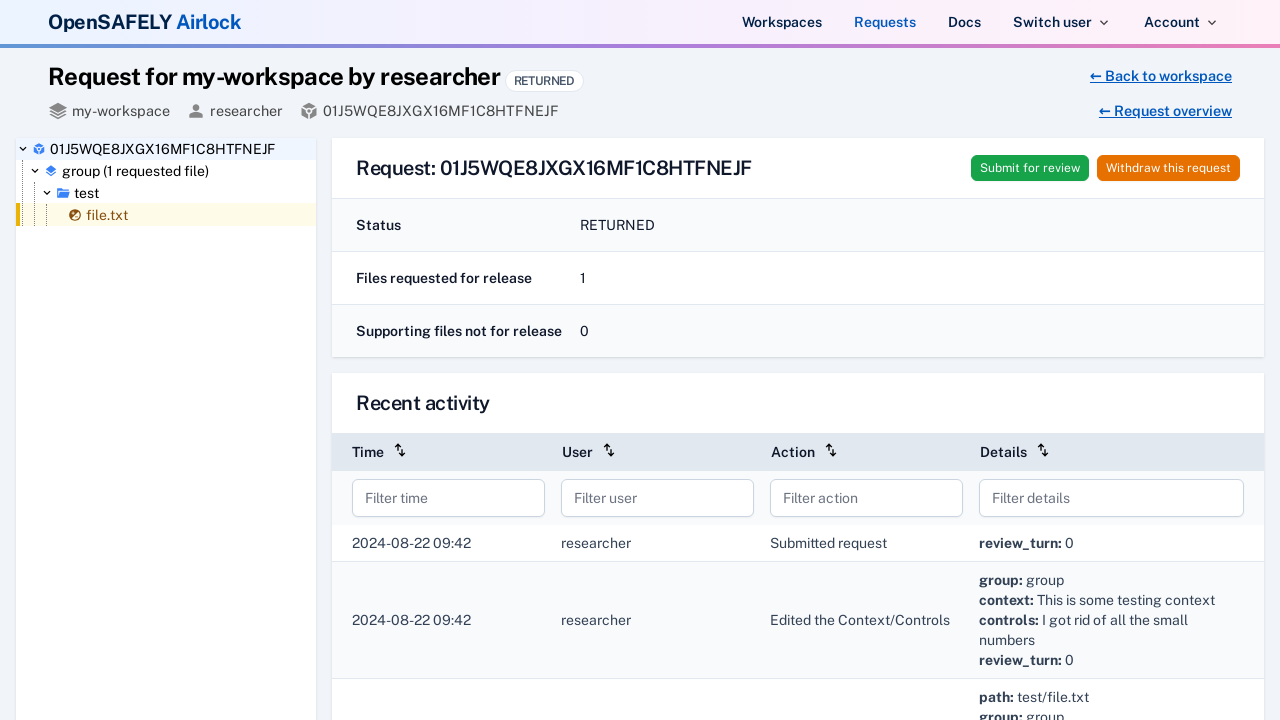 OpenSAFELY Airlock
Workspaces
Requests
Docs
Switch user
Account
Request for my-workspace by researcher RETURNED
← Back to workspace
my-workspace researcher 01J5WQE8JXGX16MF1C8HTFNEJF
← Request overview
01J5WQE8JXGX16MF1C8HTFNEJF
group (1 requested file)
test
file.txt
Request: 01J5WQE8JXGX16MF1C8HTFNEJF
Submit for review
Withdraw this request
Status RETURNED
Files requested for release 1
Supporting files not for release 0
Recent activity
Time User Action Details
Filter time Filter user Filter action Filter details
2024-08-22 09:42 researcher Submitted request review_turn: 0
2024-08-22 09:42 researcher Edited the Context/Controls
group: group
context: This is some testing context
controls: I got rid of all the small
numbers
review_turn: 0
path: test/file.txt
group: group